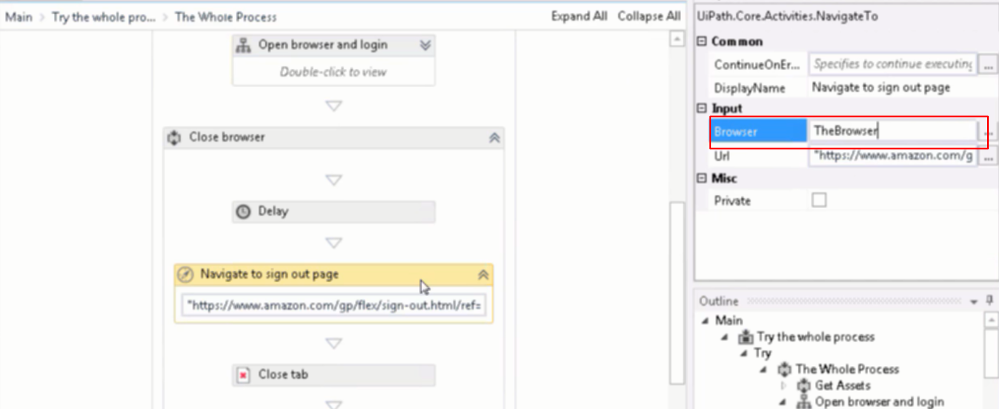 Main > Try the whole pro... > The Whole Process
Expand All Collapse All
Open browser and login
Double-click to view
Close browser
Delay
Navigate to sign out page
"https://www.amazon.com/gp/flex/sign-out.html/ref=
Close tab
UiPath.Core.Activities.NavigateTo
Common
ContinueOnEr... Specifies to continue executing ...
DisplayName Navigate to sign out page
Input
Browser TheBrowser ...
Url "https://www.amazon.com/g ...
Misc
Private
Outline
Main
Try the whole process
Try
The Whole Process
Get Assets
Open browser and login